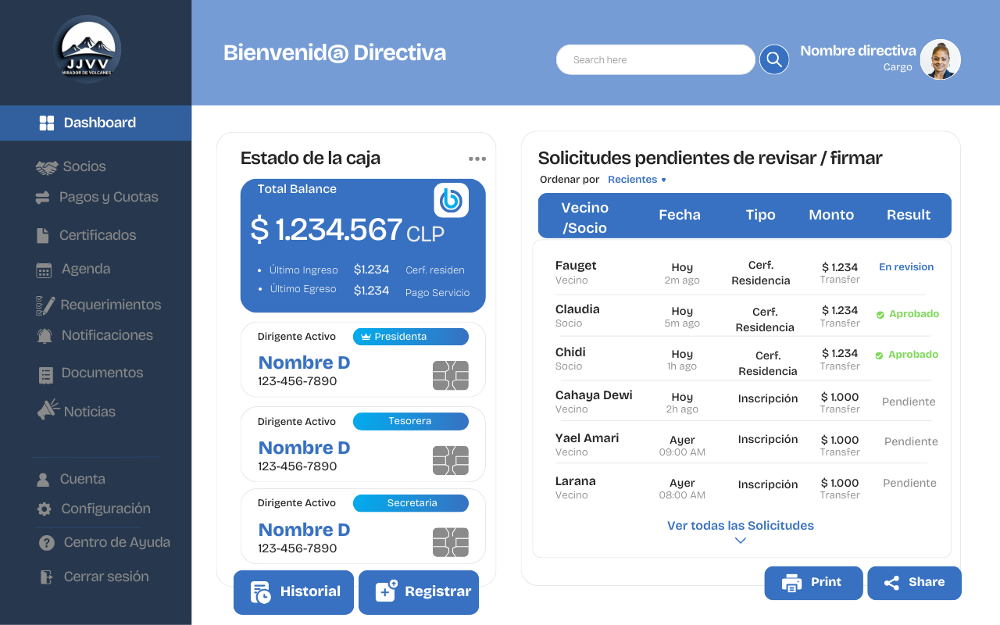 JJVV
MIRADOR DE VOLCANES
Bienvenid@ Directiva
Search here
Nombre directiva
Cargo
Dashboard
Socios
Pagos y Cuotas
Certificados
Agenda
Requerimientos
Notificaciones
Documentos
Noticias
Cuenta
Configuración
Centro de Ayuda
Cerrar sesión
Estado de la caja
Total Balance
$ 1.234.567 CLP
• Último Ingreso $1.234 Cerf. residen
• Último Egreso $1.234 Pago Servicio
Dirigente Activo Presidenta
Nombre D
123-456-7890
Dirigente Activo Tesorera
Nombre D
123-456-7890
Dirigente Activo Secretaria
Nombre D
123-456-7890
Historial
Registrar
Solicitudes pendientes de revisar / firmar
Ordenar por Recientes
Vecino
/Socio
Fecha
Tipo
Monto
Result
Fauget
Vecino
Hoy
2m ago
Cerf.
Residencia
$ 1.234
Transfer
En revision
Claudia
Socio
Hoy
5m ago
Cerf.
Residencia
$ 1.234
Transfer
Aprobado
Chidi
Socio
Hoy
1h ago
Cerf.
Residencia
$ 1.234
Transfer
Aprobado
Cahaya Dewi
Vecino
Hoy
2h ago
Inscripción
$ 1.000
Transfer
Pendiente
Yael Amari
Vecino
Ayer
09:00 AM
Inscripción
$ 1.000
Transfer
Pendiente
Larana
Vecino
Ayer
08:00 AM
Inscripción
$ 1.000
Transfer
Pendiente
Ver todas las Solicitudes
Print
Share